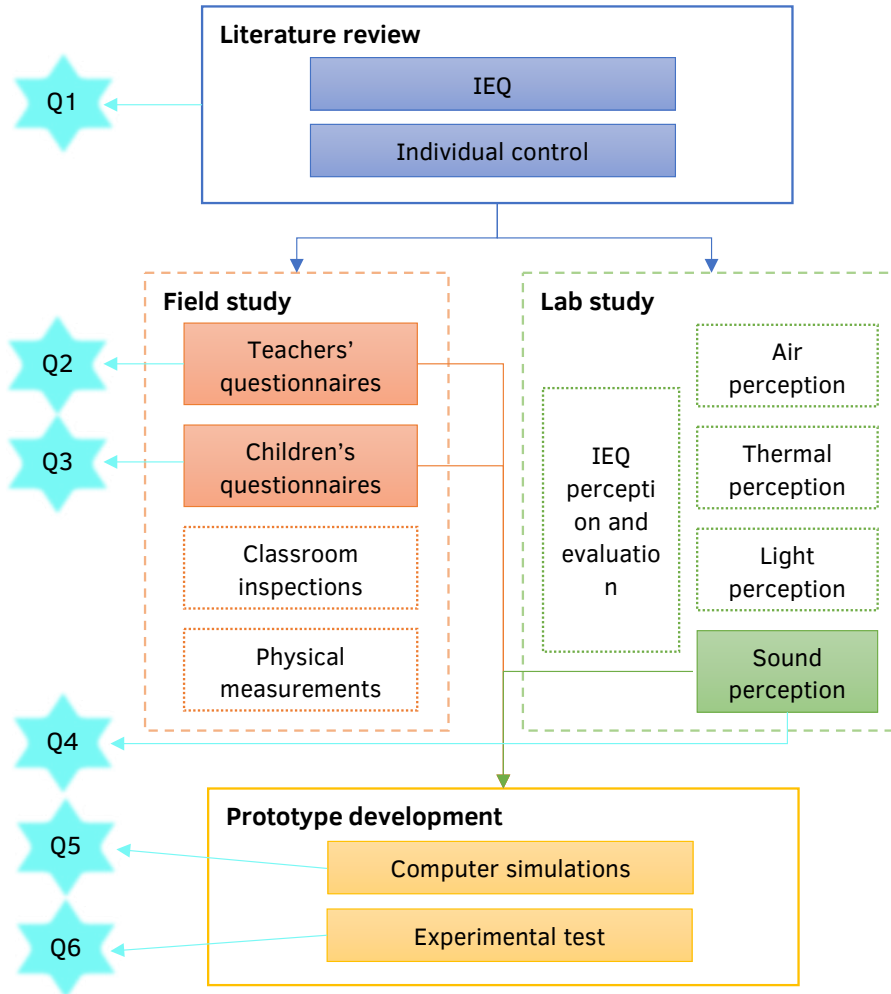 Literature review
IEQ
Individual control
Q1
Field study
Teachers’
questionnaires
Children’s
questionnaires
Classroom
inspections
Physical
measurements
Q2
Q3
Lab study
IEQ
percepti
on and
evaluatio
n
Air
perception
Thermal
perception
Light
perception
Sound
perception
Q4
Prototype development
Computer simulations
Experimental test
Q5
Q6